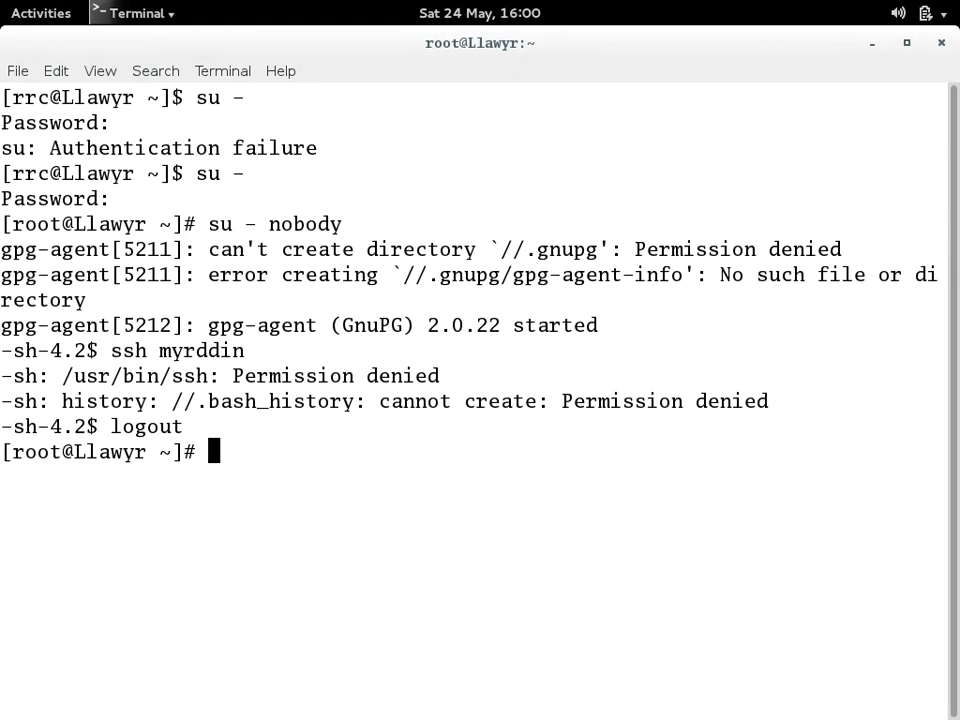 Activities >_ Terminal Sat 24 May, 16:00
root@Llawyr:~
File Edit View Search Terminal Help
[rrc@Llawyr ~]$ su -
Password:
su: Authentication failure
[rrc@Llawyr ~]$ su -
Password:
[root@Llawyr ~]# su - nobody
gpg-agent[5211]: can't create directory `//.gnupg': Permission denied
gpg-agent[5211]: error creating `//.gnupg/gpg-agent-info': No such file or di
rectory
gpg-agent[5212]: gpg-agent (GnuPG) 2.0.22 started
-sh-4.2$ ssh myrddin
-sh: /usr/bin/ssh: Permission denied
-sh: history: //.bash_history: cannot create: Permission denied
-sh-4.2$ logout
[root@Llawyr ~]#